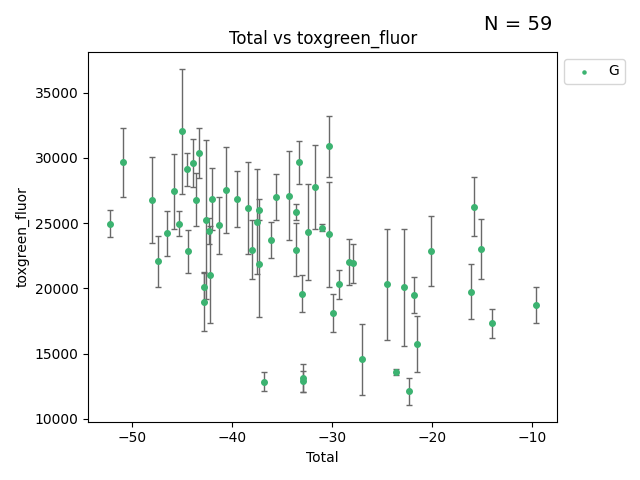 N = 59
Total vs toxgreen_fluor
G
toxgreen_fluor
35000
30000
25000
20000
15000
10000
−50 −40 −30 −20 −10
Total